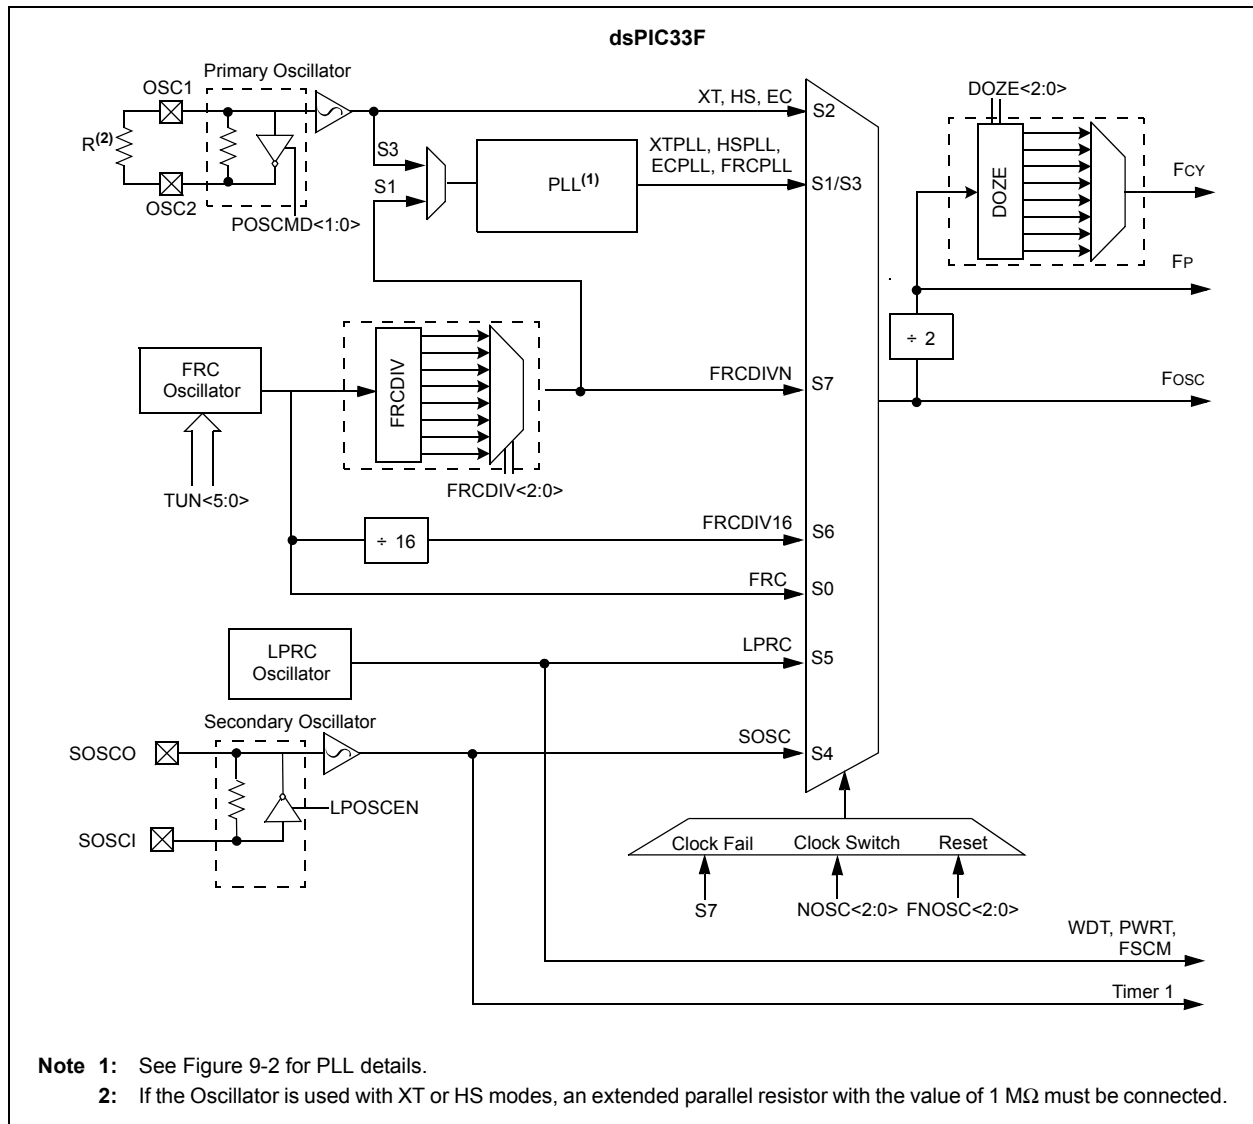 dsPIC33F
Primary Oscillator
OSC1
R(2)
OSC2
POSCMD<1:0>
S3
S1
PLL(1)
XT, HS, EC
S2
XTPLL, HSPLL,
ECPLL, FRCPLL
S1/S3
DOZE<2:0>
DOZE
FCY
FP
÷ 2
FOSC
FRC
Oscillator
TUN<5:0>
FRCDIV
FRCDIV<2:0>
FRCDIVN
S7
÷ 16
FRCDIV16
S6
FRC
S0
LPRC
Oscillator
LPRC
S5
Secondary Oscillator
SOSCO
SOSCI
LPOSCEN
SOSC
S4
Clock Fail
Clock Switch
Reset
S7
NOSC<2:0>
FNOSC<2:0>
WDT, PWRT,
FSCM
Timer 1
Note 1: See Figure 9-2 for PLL details.
2: If the Oscillator is used with XT or HS modes, an extended parallel resistor with the value of 1 MΩ must be connected.